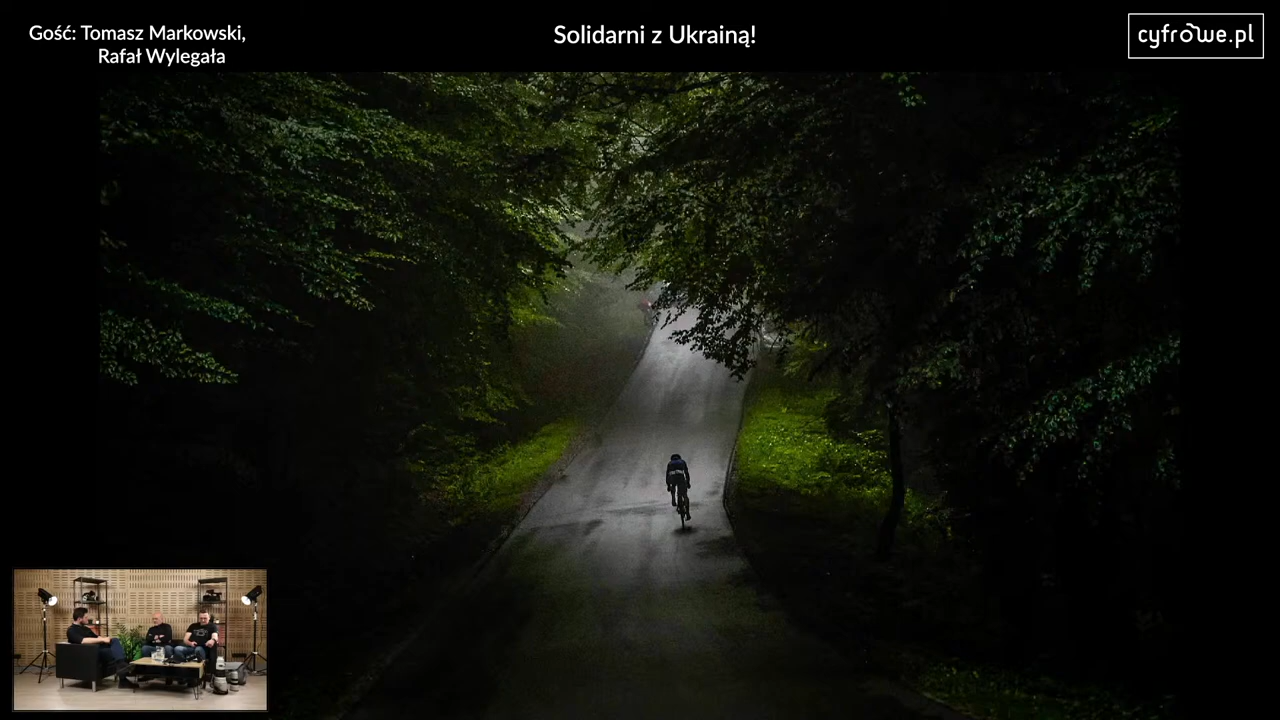 Gość: Tomasz Markowski,
Rafał Wylegała
Solidarni z Ukrainą!
cyfrowe.pl